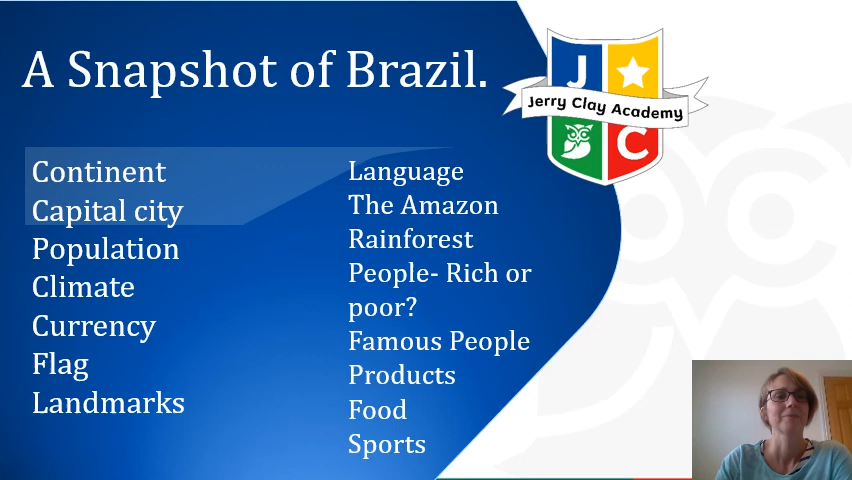 A Snapshot of Brazil.
J
Jerry Clay Academy
C
Continent
Capital city
Population
Climate
Currency
Flag
Landmarks
Language
The Amazon
Rainforest
People- Rich or
poor?
Famous People
Products
Food
Sports